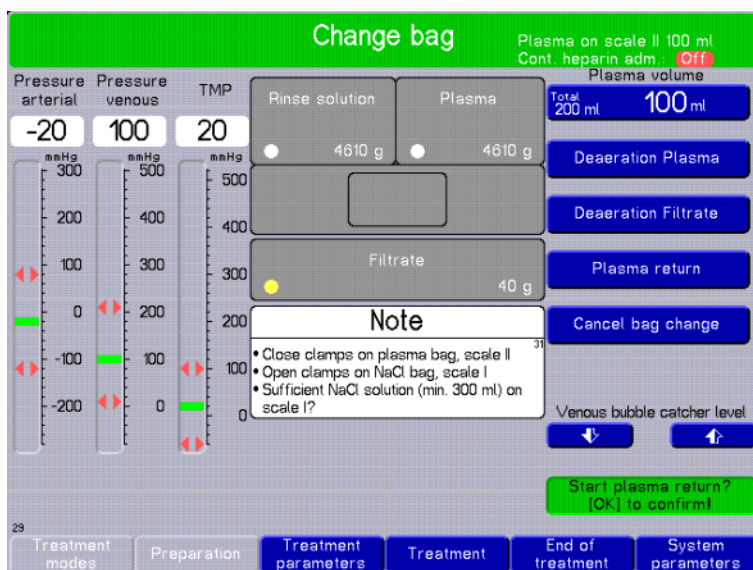 Change bag
Plasma on scale II 100 ml
Cont. heparin adm.: Off
Pressure arterial
Pressure venous
TMP
-20
100
20
mmHg
300
200
100
0
-100
-200
mmHg
500
400
300
200
100
0
mmHg
500
400
300
200
100
0
Rinse solution
4610 g
Plasma
4610 g
Filtrate
40 g
Note
31
• Close clamps on plasma bag, scale II
• Open clamps on NaCl bag, scale I
• Sufficient NaCl solution (min. 300 ml) on
scale I?
Plasma volume
Total
200 ml
100 ml
Deaeration Plasma
Deaeration Filtrate
Plasma return
Cancel bag change
Venous bubble catcher level
Start plasma return?
[OK] to confirm!
29
Treatment
modes
Preparation
Treatment
parameters
Treatment
End of
treatment
System
parameters